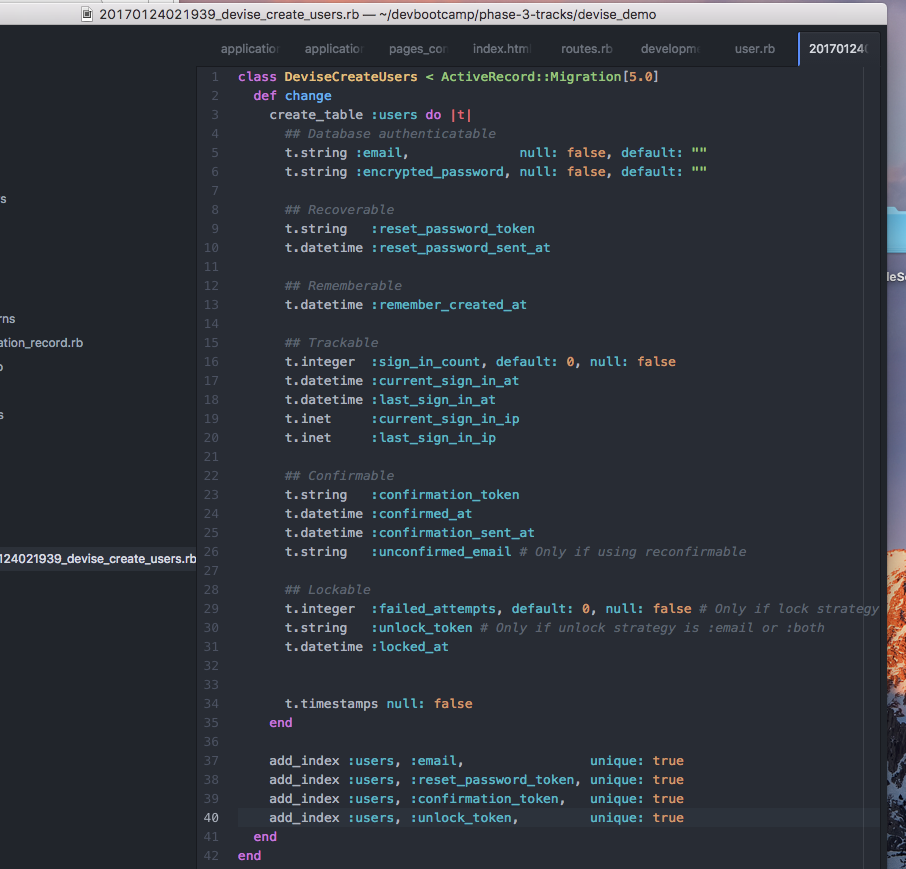 20170124021939_devise_create_users.rb — ~/devbootcamp/phase-3-tracks/devise_demo
pages_con index.html routes.rb developm user.rb 20170124
1 class DeviseCreateUsers < ActiveRecord::Migration[5.0]
2 def change
3 create_table :users do |t|
4 ## Database authenticatable
5 t.string :email, null: false, default: ""
6 t.string :encrypted_password, null: false, default: ""
7
8 ## Recoverable
9 t.string :reset_password_token
10 t.datetime :reset_password_sent_at
11
12 ## Rememberable
13 t.datetime :remember_created_at
14
15 ## Trackable
16 t.integer :sign_in_count, default: 0, null: false
17 t.datetime :current_sign_in_at
18 t.datetime :last_sign_in_at
19 t.inet :current_sign_in_ip
20 t.inet :last_sign_in_ip
21
22 ## Confirmable
23 t.string :confirmation_token
24 t.datetime :confirmed_at
25 t.datetime :confirmation_sent_at
26 t.string :unconfirmed_email # Only if using reconfirmable
27
28 ## Lockable
29 t.integer :failed_attempts, default: 0, null: false # Only if lock strategy
30 t.string :unlock_token # Only if unlock strategy is :email or :both
31 t.datetime :locked_at
32
33
34 t.timestamps null: false
35 end
36
37 add_index :users, :email, unique: true
38 add_index :users, :reset_password_token, unique: true
39 add_index :users, :confirmation_token, unique: true
40 add_index :users, :unlock_token, unique: true
41 end
42 end
rns
ation_record.rb
124021939_devise_create_users.rb